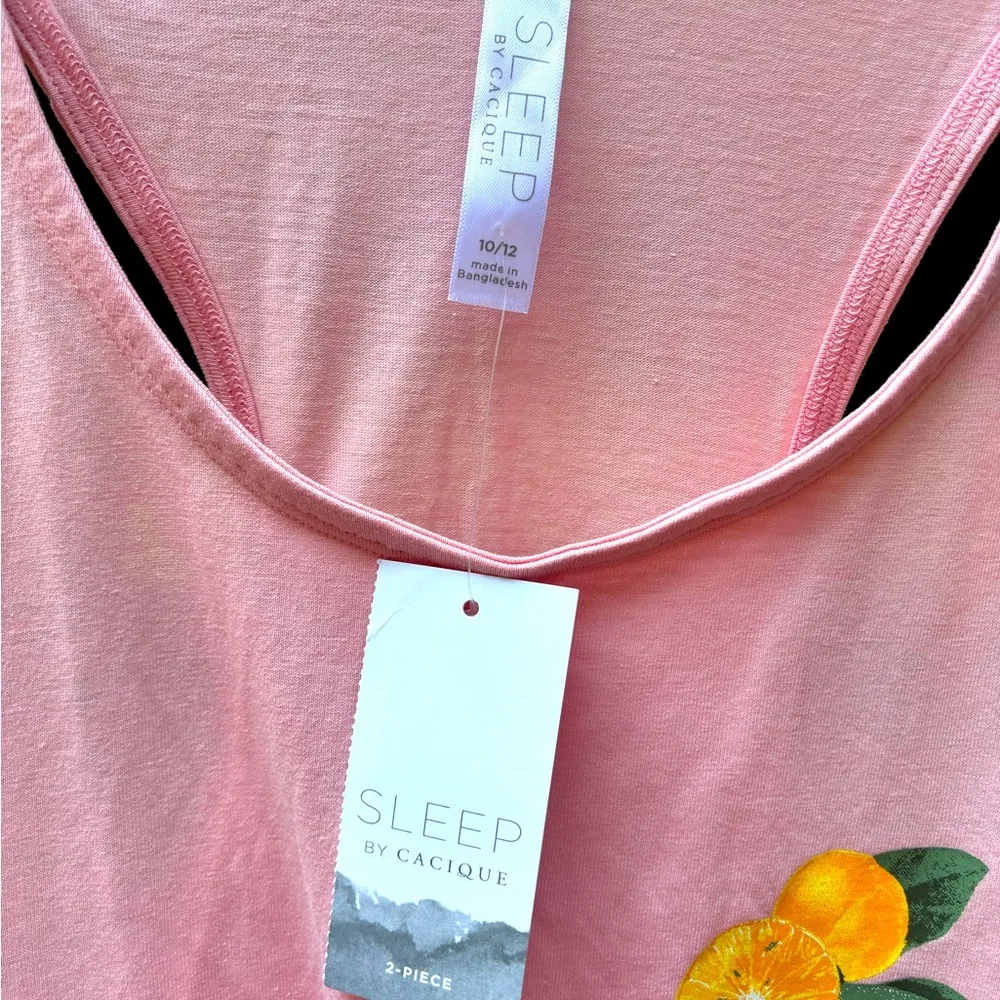 SLEEP
BY CACIQUE
10/12
made in
Bangladesh
SLEEP
BY CACIQUE
2-PIECE